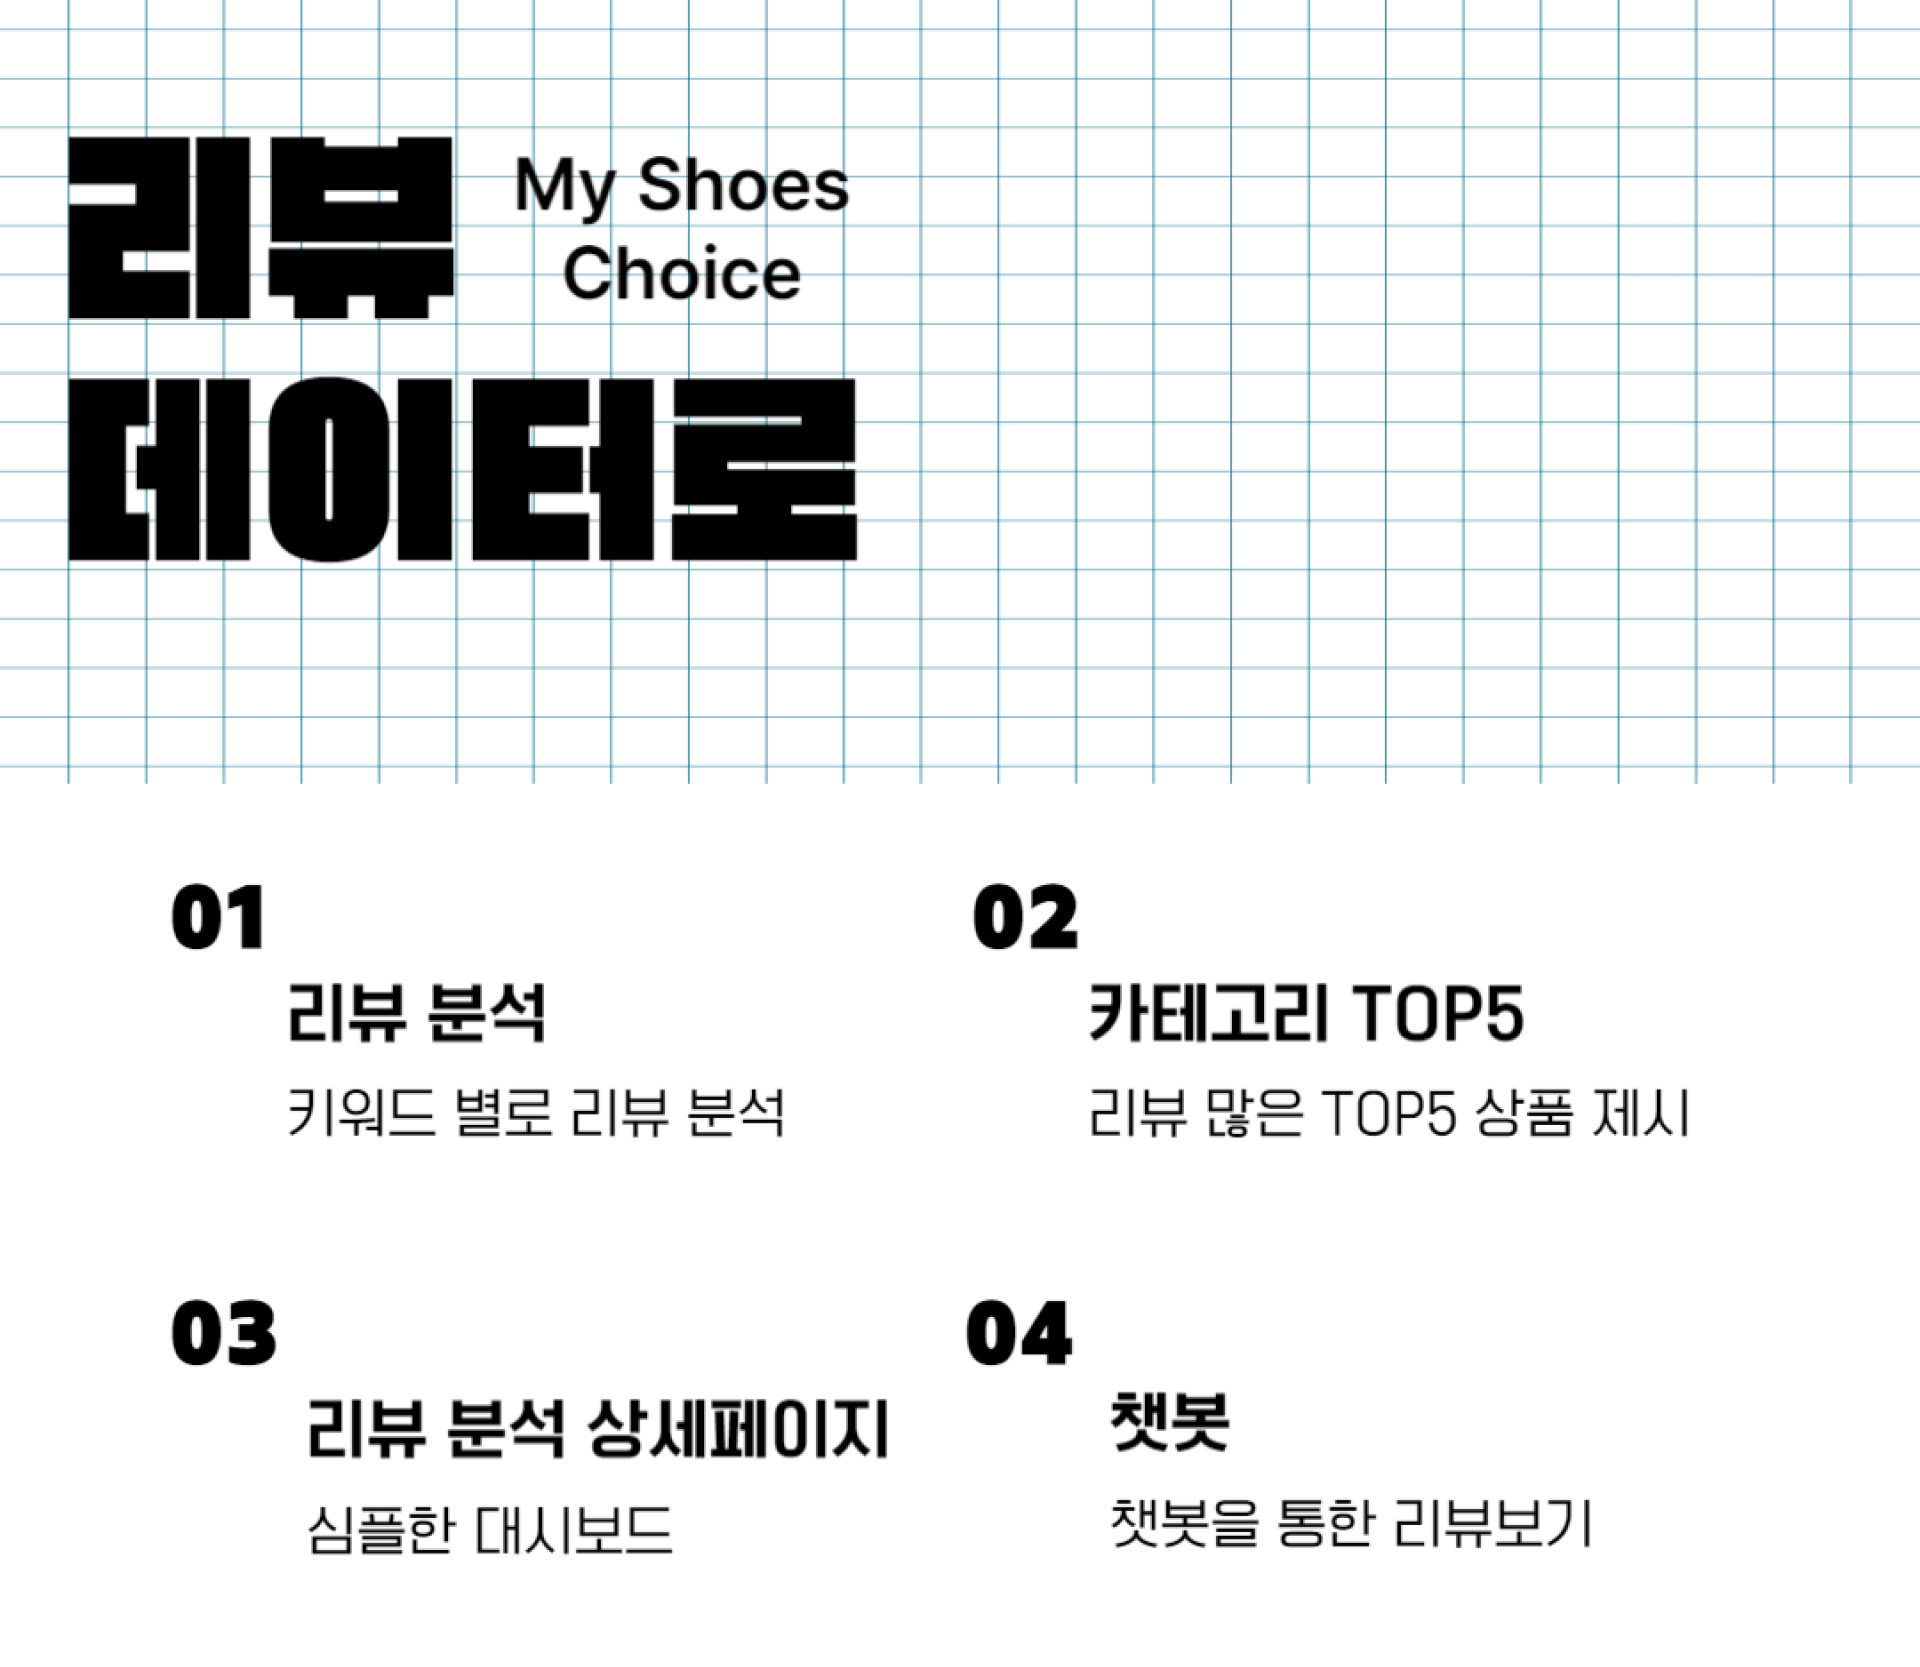 리뷰
My Shoes
Choice
데이터로
01
리뷰 분석
키워드 별로 리뷰 분석
02
카테고리 TOP5
리뷰 많은 TOP5 상품 제시
03
리뷰 분석 상세페이지
심플한 대시보드
04
챗봇
챗봇을 통한 리뷰보기